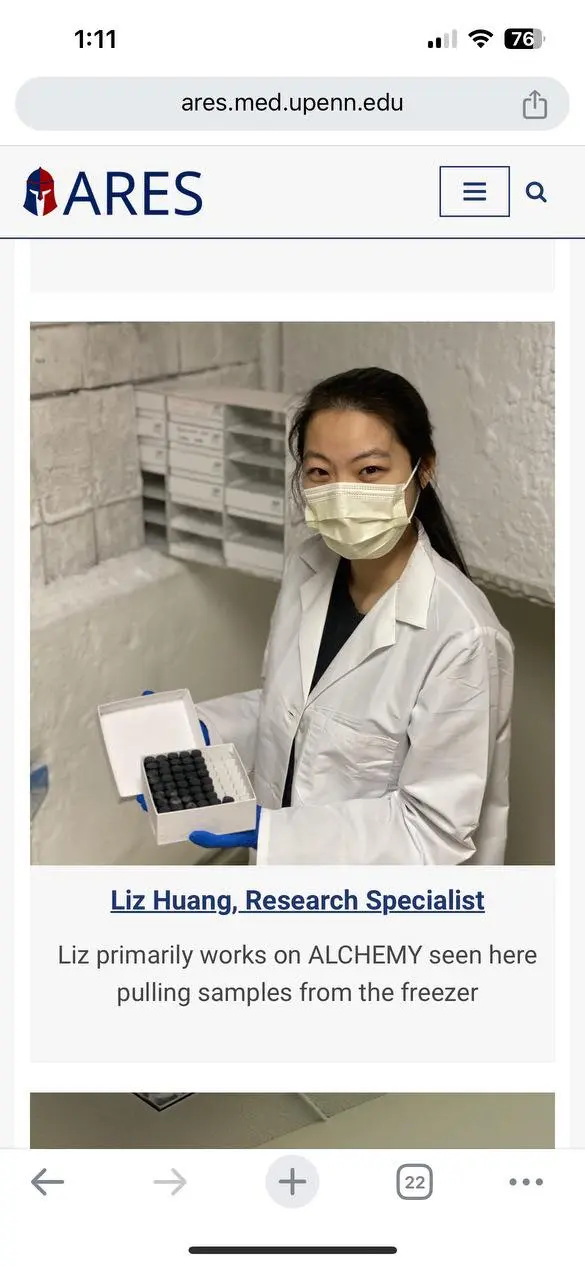 1:11
76
ares.med.upenn.edu
ARES
Liz Huang, Research Specialist
Liz primarily works on ALCHEMY seen here
pulling samples from the freezer
22